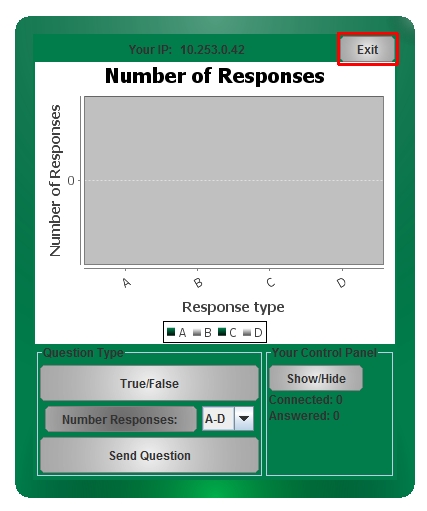 Your IP: 10.253.0.42
Exit
Number of Responses
Number of Responses
0
A
B
C
D
Response type
A B C D
Question Type
True/False
Number Responses: A-D
Send Question
Your Control Panel
Show/Hide
Connected: 0
Answered: 0